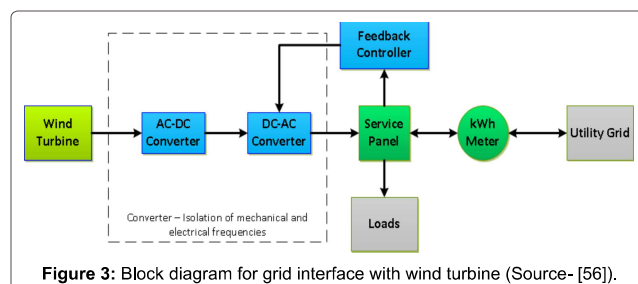 Feedback
Controller
Wind
Turbine
AC-DC
Converter
DC-AC
Converter
Service
Panel
kWh
Meter
Utility Grid
Converter – Isolation of mechanical and
electrical frequencies
Loads
Figure 3: Block diagram for grid interface with wind turbine (Source- [56]).